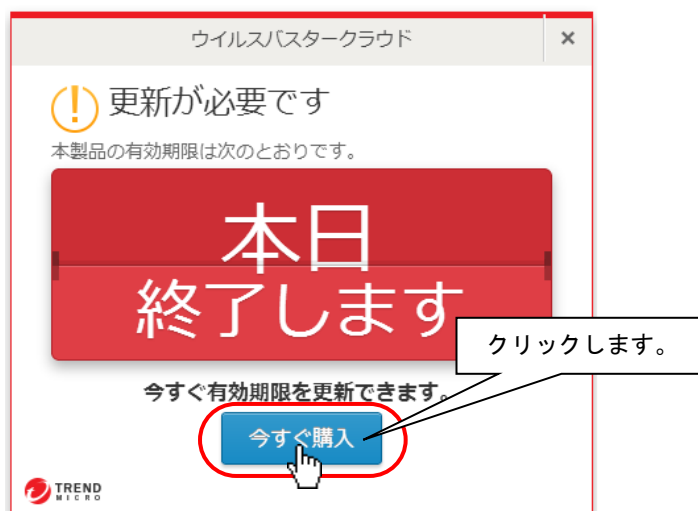 ウイルスバスタークラウド ×
更新が必要です
本製品の有効期限は次のとおりです。
本日
終了します
クリックします。
今すぐ有効期限を更新できます。
今すぐ購入
TREND
MICRO